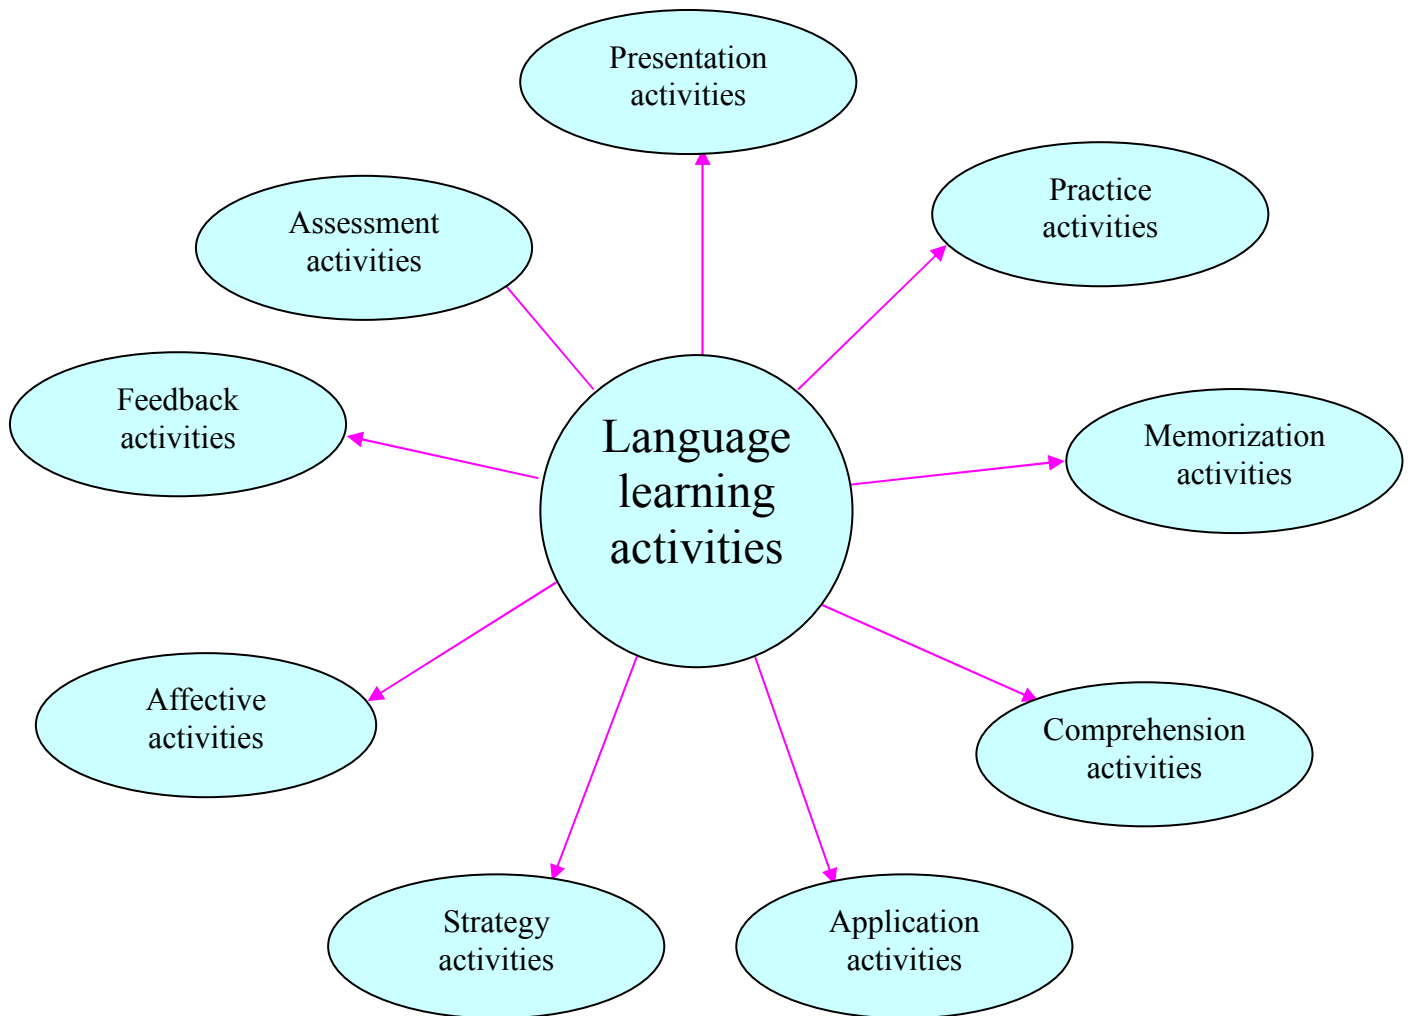 Presentation
activities
Practice
activities
Assessment
activities
Feedback
activities
Memorization
activities
Language
learning
activities
Affective
activities
Comprehension
activities
Strategy
activities
Application
activities